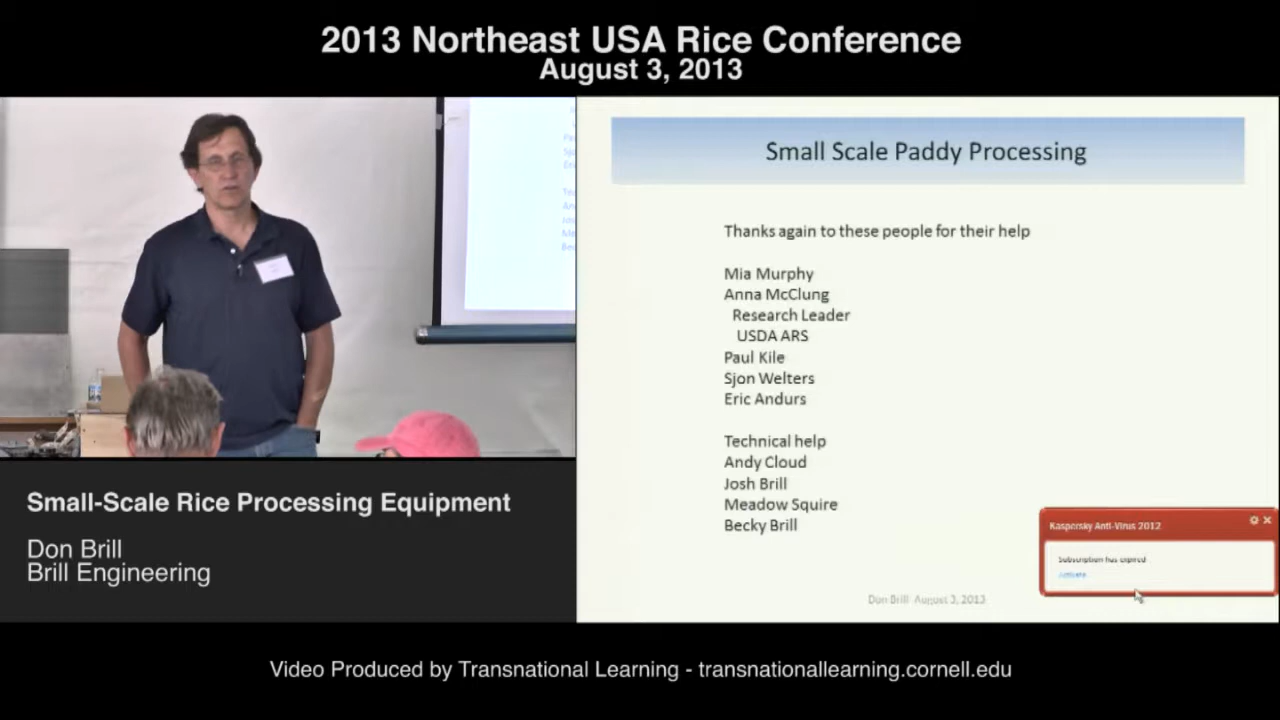 2013 Northeast USA Rice Conference
August 3, 2013
Small Scale Paddy Processing
Thanks again to these people for their help
Mia Murphy
Anna McClung
Research Leader
USDA ARS
Paul Kile
Sjon Welters
Eric Andurs
Technical help
Andy Cloud
Josh Brill
Meadow Squire
Becky Brill
Kaspersky Anti-Virus 2012
Subscription has expired
Activate
Don Brill August 3, 2013
Small-Scale Rice Processing Equipment
Don Brill
Brill Engineering
Video Produced by Transnational Learning - transnationallearning.cornell.edu